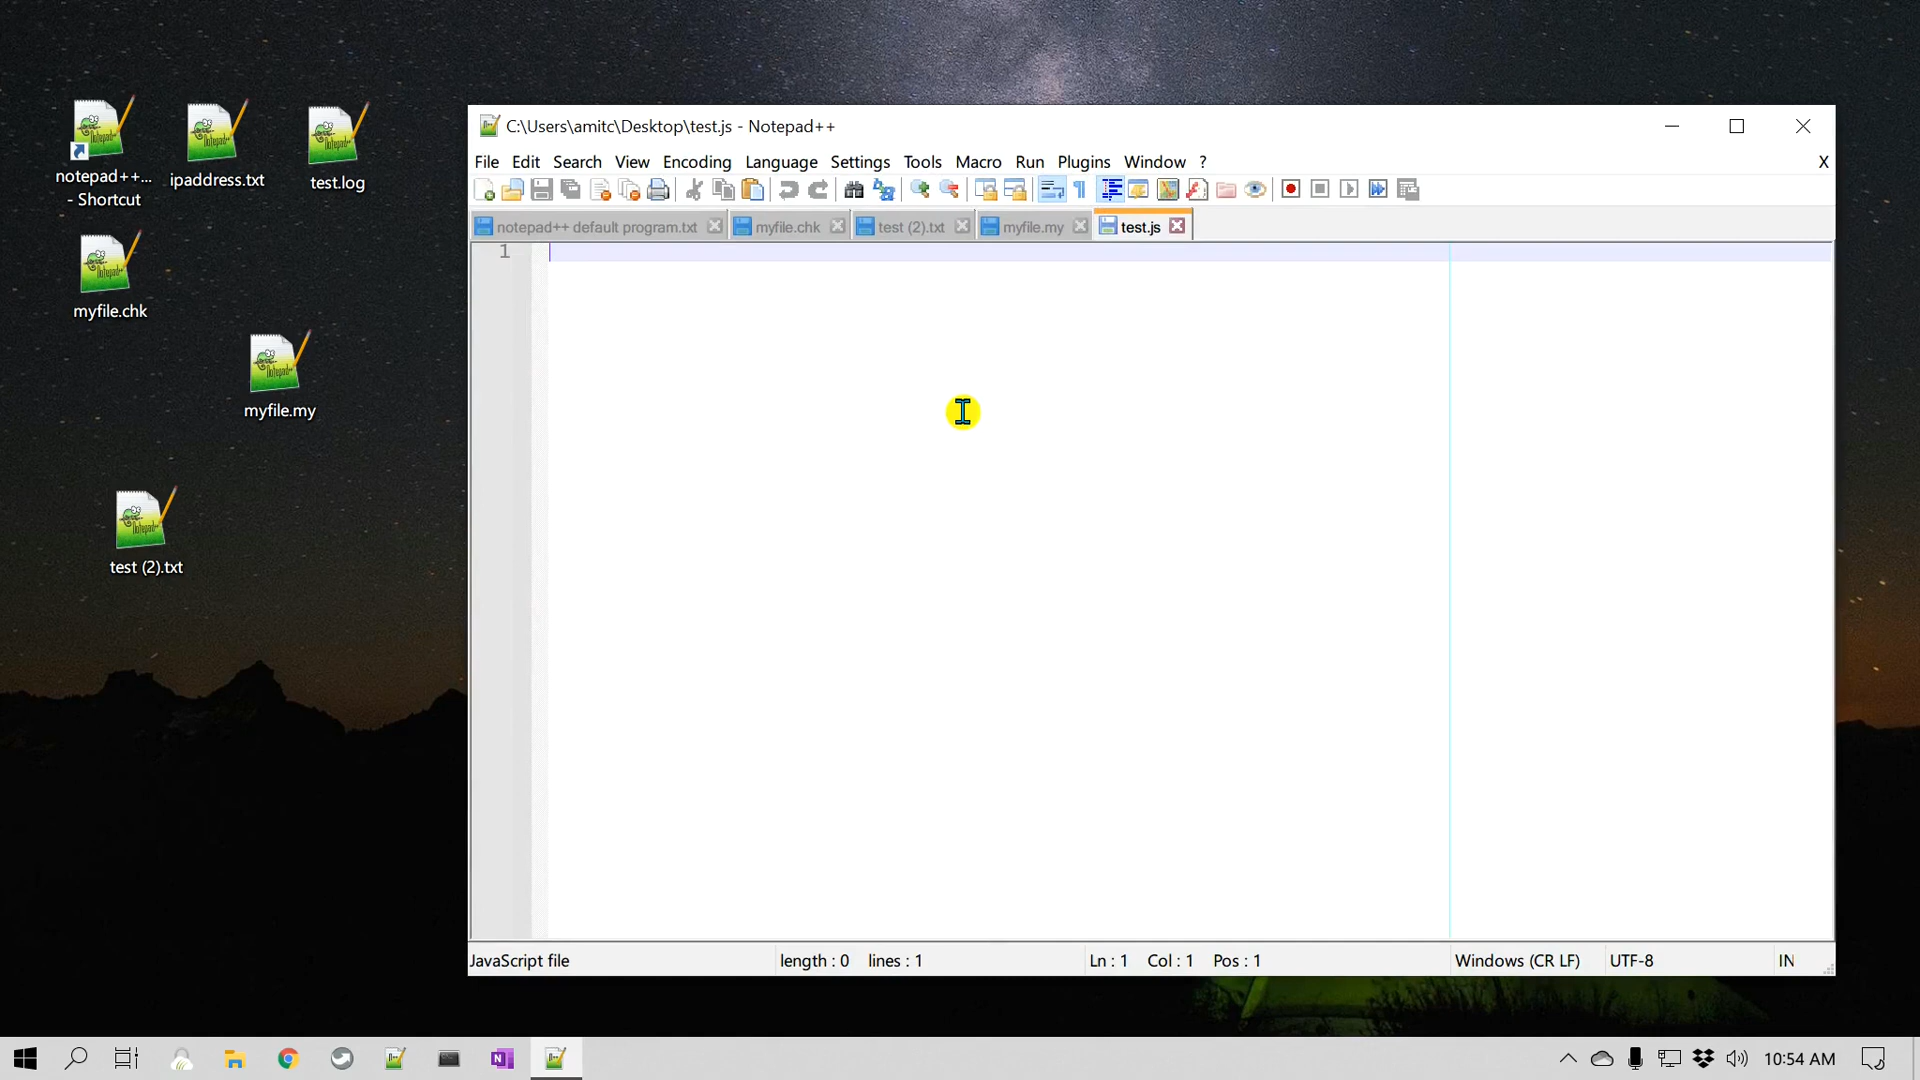 notepad++...
- Shortcut
ipaddress.txt
test.log
myfile.chk
myfile.my
test (2).txt
C:\Users\amitc\Desktop\test.js - Notepad++
File Edit Search View Encoding Language Settings Tools Macro Run Plugins Window ? X
notepad++ default program.txt myfile.chk test (2).txt myfile.my test.js
1
JavaScript file length : 0 lines : 1 Ln : 1 Col : 1 Pos : 1 Windows (CR LF) UTF-8 IN
10:54 AM